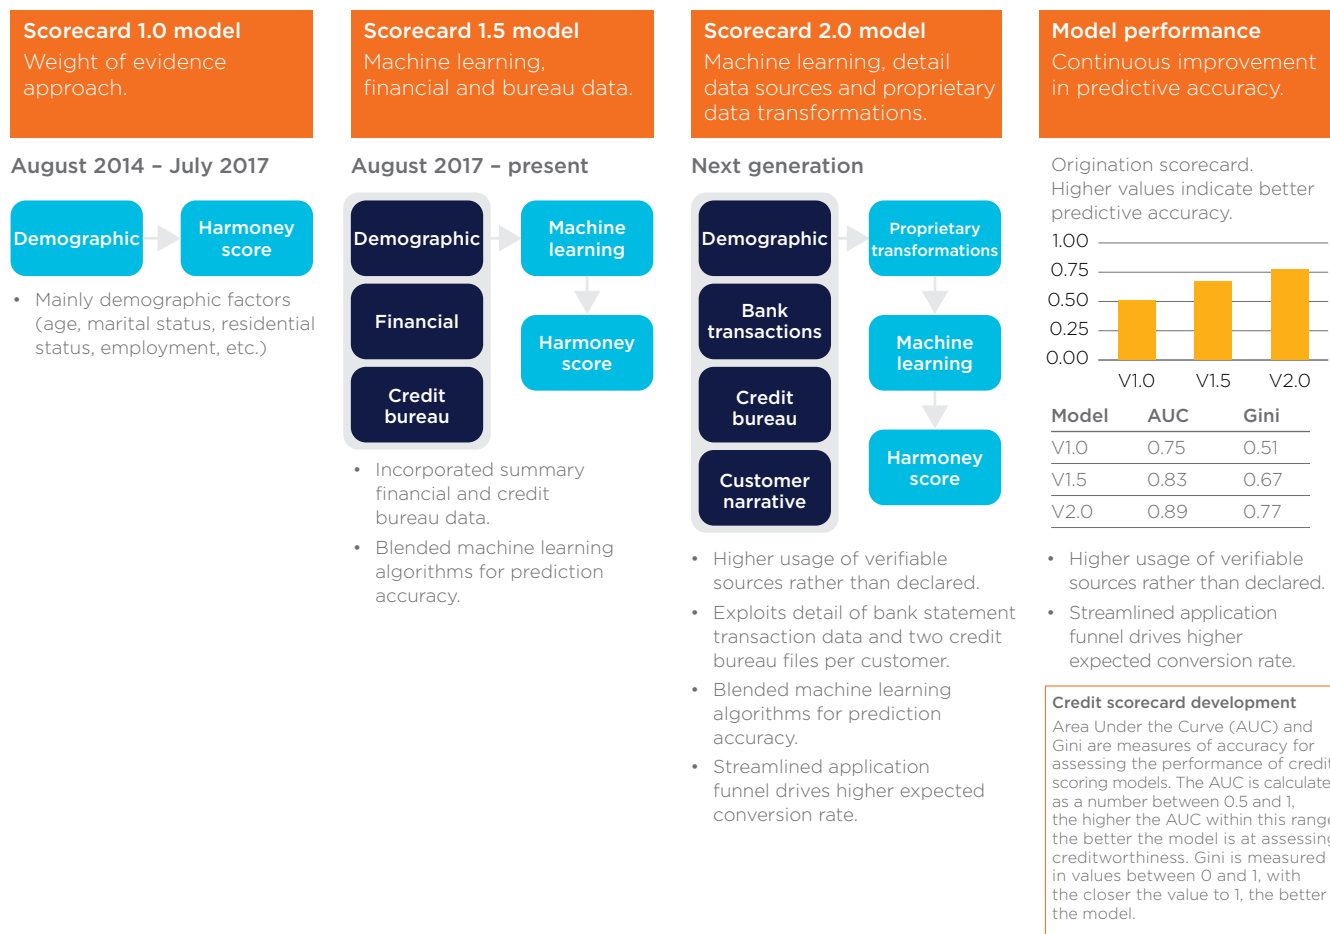 Scorecard 1.0 model
Weight of evidence
approach.
August 2014 – July 2017
Demographic
Harmoney
score
• Mainly demographic factors
(age, marital status, residential
status, employment, etc.)
Scorecard 1.5 model
Machine learning,
financial and bureau data.
August 2017 – present
Demographic
Financial
Credit
bureau
Machine
learning
Harmoney
score
• Incorporated summary
financial and credit
bureau data.
• Blended machine learning
algorithms for prediction
accuracy.
Scorecard 2.0 model
Machine learning, detail
data sources and proprietary
data transformations.
Next generation
Demographic
Bank
transactions
Credit
bureau
Customer
narrative
Proprietary
transformations
Machine
learning
Harmoney
score
• Higher usage of verifiable
sources rather than declared.
• Exploits detail of bank statement
transaction data and two credit
bureau files per customer.
• Blended machine learning
algorithms for prediction
accuracy.
• Streamlined application
funnel drives higher expected
conversion rate.
Model performance
Continuous improvement
in predictive accuracy.
Origination scorecard.
Higher values indicate better
predictive accuracy.
1.00
0.75
0.50
0.25
0.00
V1.0 V1.5 V2.0
Model AUC Gini
V1.0 0.75 0.51
V1.5 0.83 0.67
V2.0 0.89 0.77
• Higher usage of verifiable
sources rather than declared.
• Streamlined application
funnel drives higher
expected conversion rate.
Credit scorecard development
Area Under the Curve (AUC) and
Gini are measures of accuracy for
assessing the performance of credit
scoring models. The AUC is calculate
as a number between 0.5 and 1,
the higher the AUC within this range
the better the model is at assessing
creditworthiness. Gini is measured
in values between 0 and 1, with
the closer the value to 1, the better
the model.